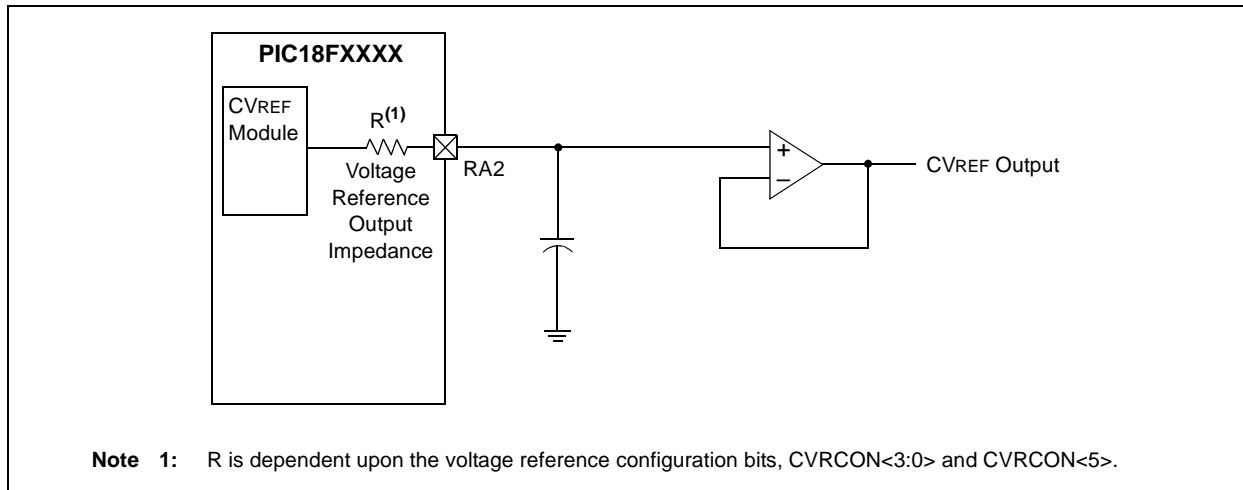 PIC18FXXXX
CVREF
Module
R(1)
Voltage
Reference
Output
Impedance
RA2
+
–
CVREF Output
Note 1: R is dependent upon the voltage reference configuration bits, CVRCON<3:0> and CVRCON<5>.